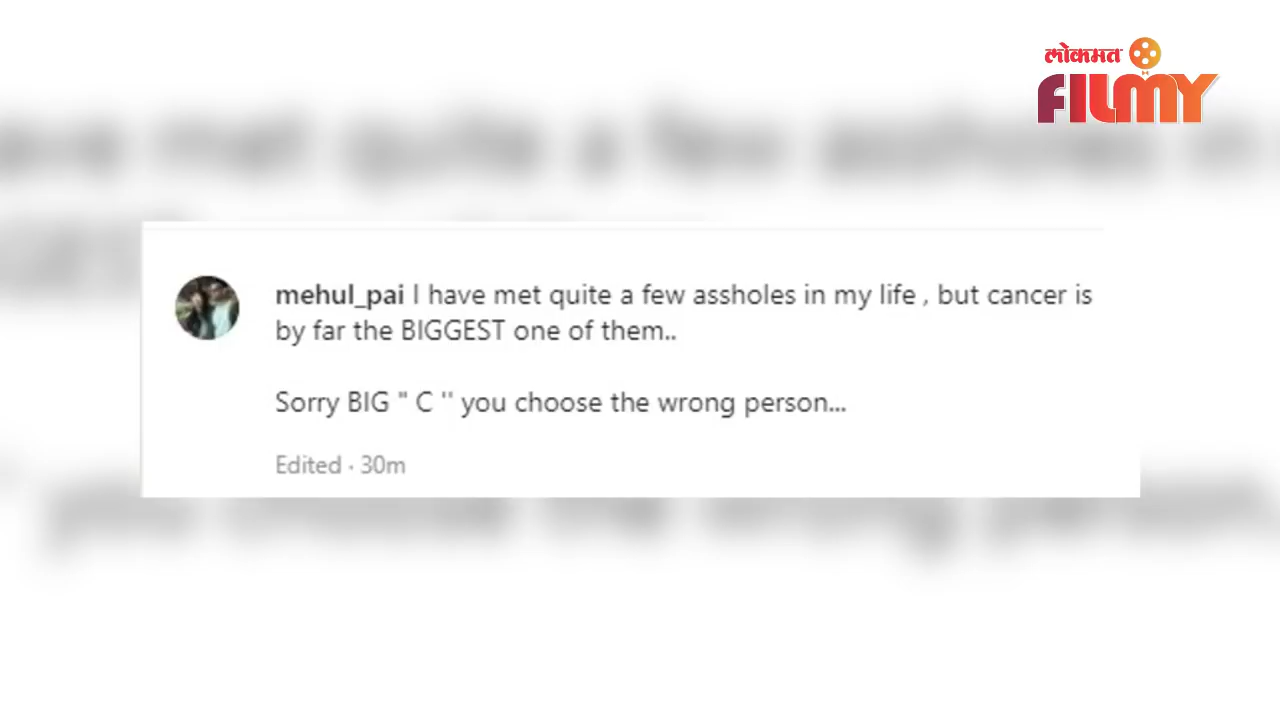 लोकमत
FILMY
mehul_pai I have met quite a few assholes in my life , but cancer is
by far the BIGGEST one of them..
Sorry BIG " C '' you choose the wrong person...
Edited · 30m